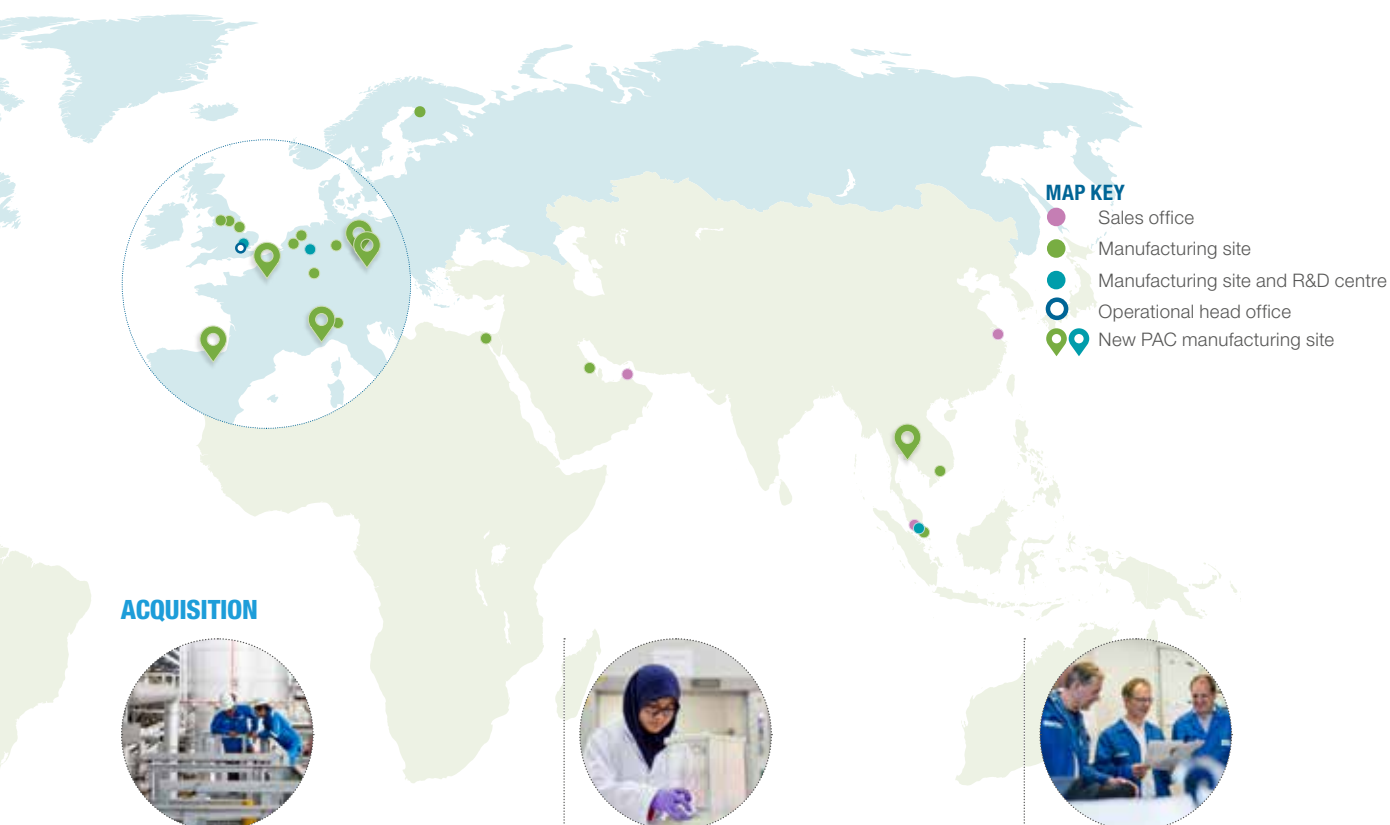 MAP KEY
Sales office
Manufacturing site
Manufacturing site and R&D centre
Operational head office
New PAC manufacturing site
ACQUISITION